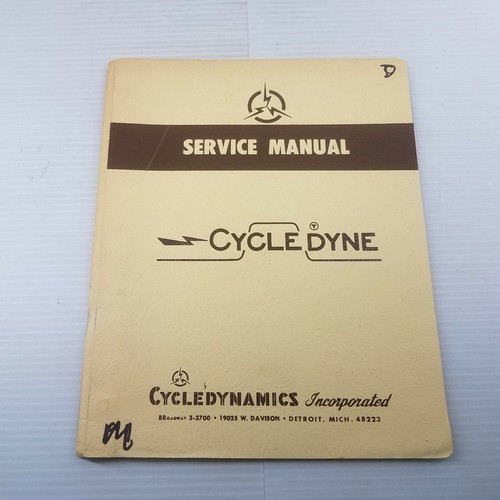 D
SERVICE MANUAL
CYCLEDYNE
T
CYCLEDYNAMICS Incorporated
BROADWAY 3-3700 • 19025 W. DAVISON • DETROIT, MICH. 48223